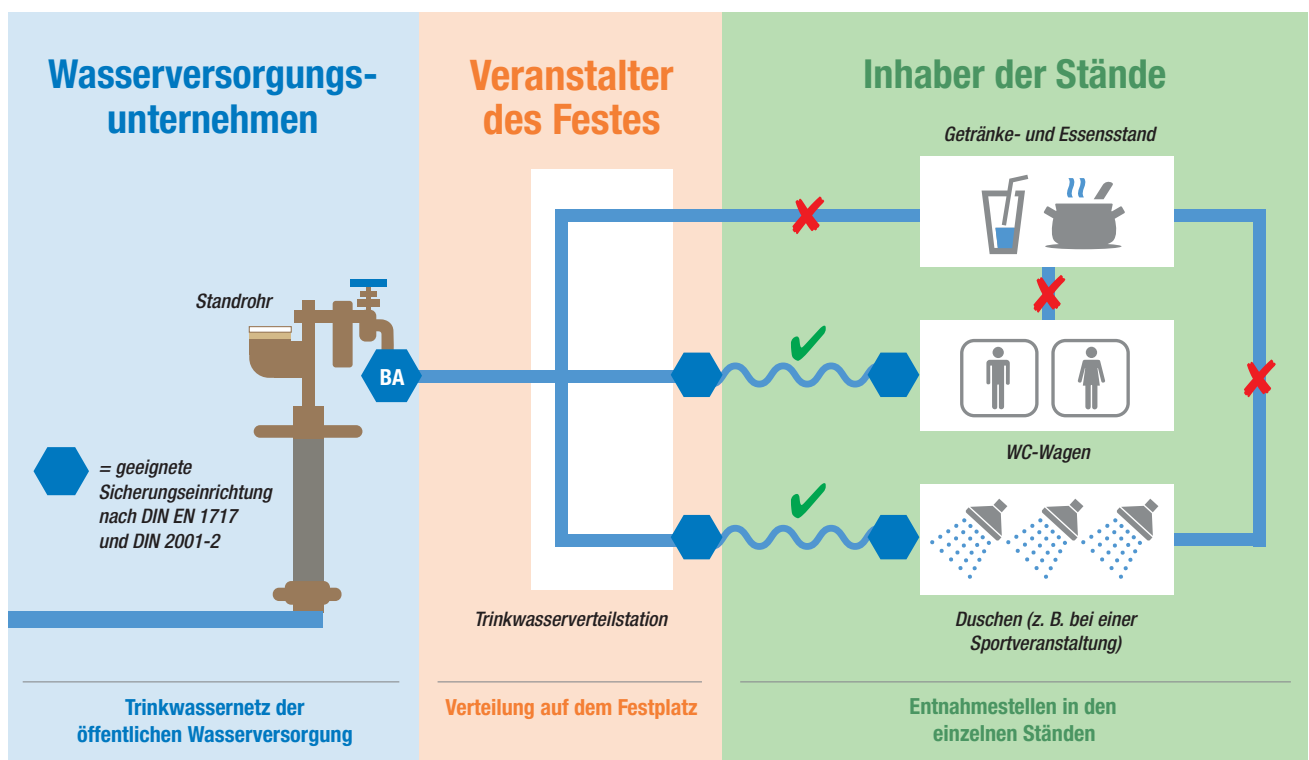 Wasserversorgungs-
unternehmen
Standrohr
BA
= geeignete
Sicherungseinrichtung
nach DIN EN 1717
und DIN 2001-2
Trinkwassernetz der
öffentlichen Wasserversorgung
Veranstalter
des Festes
Trinkwasserverteilstation
Verteilung auf dem Festplatz
Inhaber der Stände
Getränke- und Essensstand
WC-Wagen
Duschen (z. B. bei einer
Sportveranstaltung)
Entnahmestellen in den
einzelnen Ständen